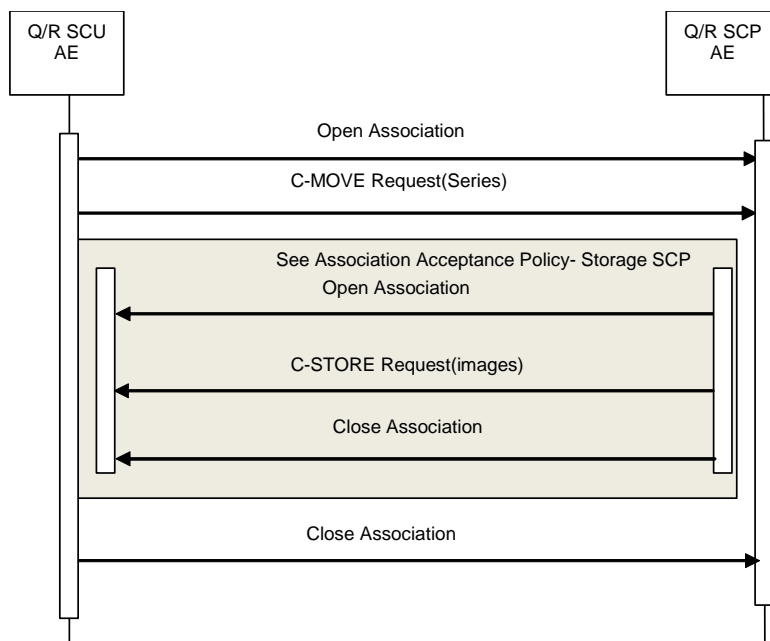 Q/R SCU
AE
Q/R SCP
AE
Open Association
C-MOVE Request(Series)
See Association Acceptance Policy- Storage SCP
Open Association
C-STORE Request(images)
Close Association
Close Association